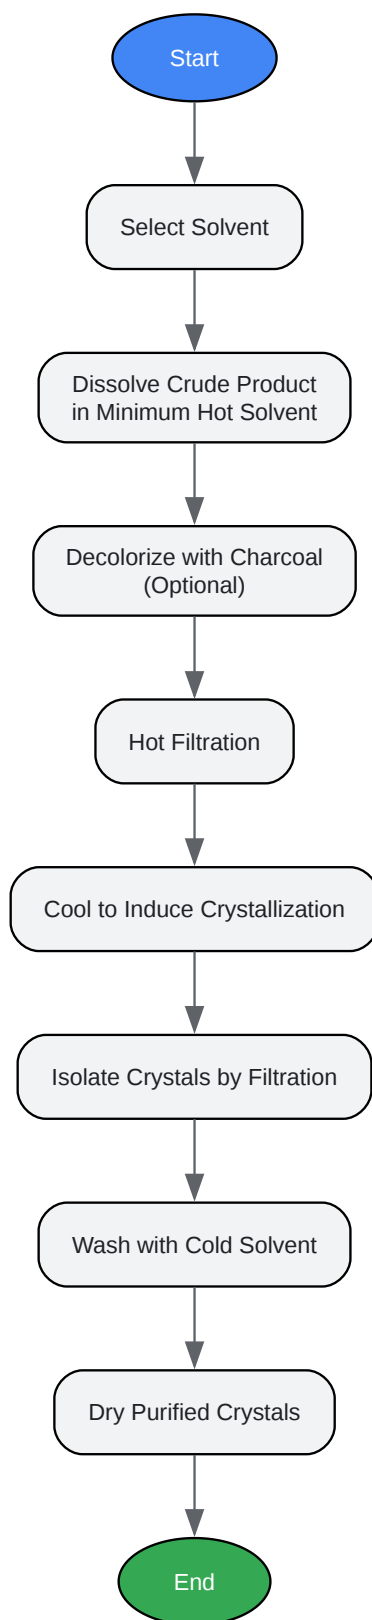 Start
Select Solvent
Dissolve Crude Product
in Minimum Hot Solvent
Decolorize with Charcoal
(Optional)
Hot Filtration
Cool to Induce Crystallization
Isolate Crystals by Filtration
Wash with Cold Solvent
Dry Purified Crystals
End